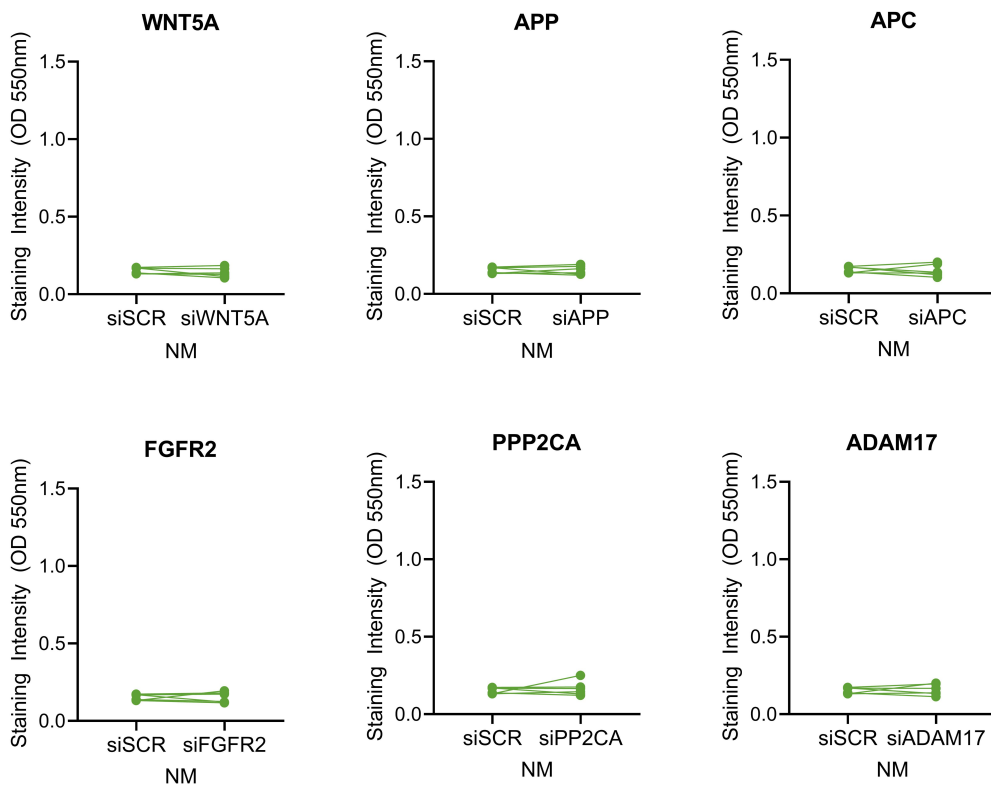 WNT5A
Staining Intensity (OD 550nm)
1.5
1.0
0.5
0.0
siSCR siWNT5A
NM
APP
Staining Intensity (OD 550nm)
1.5
1.0
0.5
0.0
siSCR siAPP
NM
APC
Staining Intensity (OD 550nm)
1.5
1.0
0.5
0.0
siSCR siAPC
NM
FGFR2
Staining Intensity (OD 550nm)
1.5
1.0
0.5
0.0
siSCR siFGFR2
NM
PPP2CA
Staining Intensity (OD 550nm)
1.5
1.0
0.5
0.0
siSCR siPP2CA
NM
ADAM17
Staining Intensity (OD 550nm)
1.5
1.0
0.5
0.0
siSCR siADAM17
NM